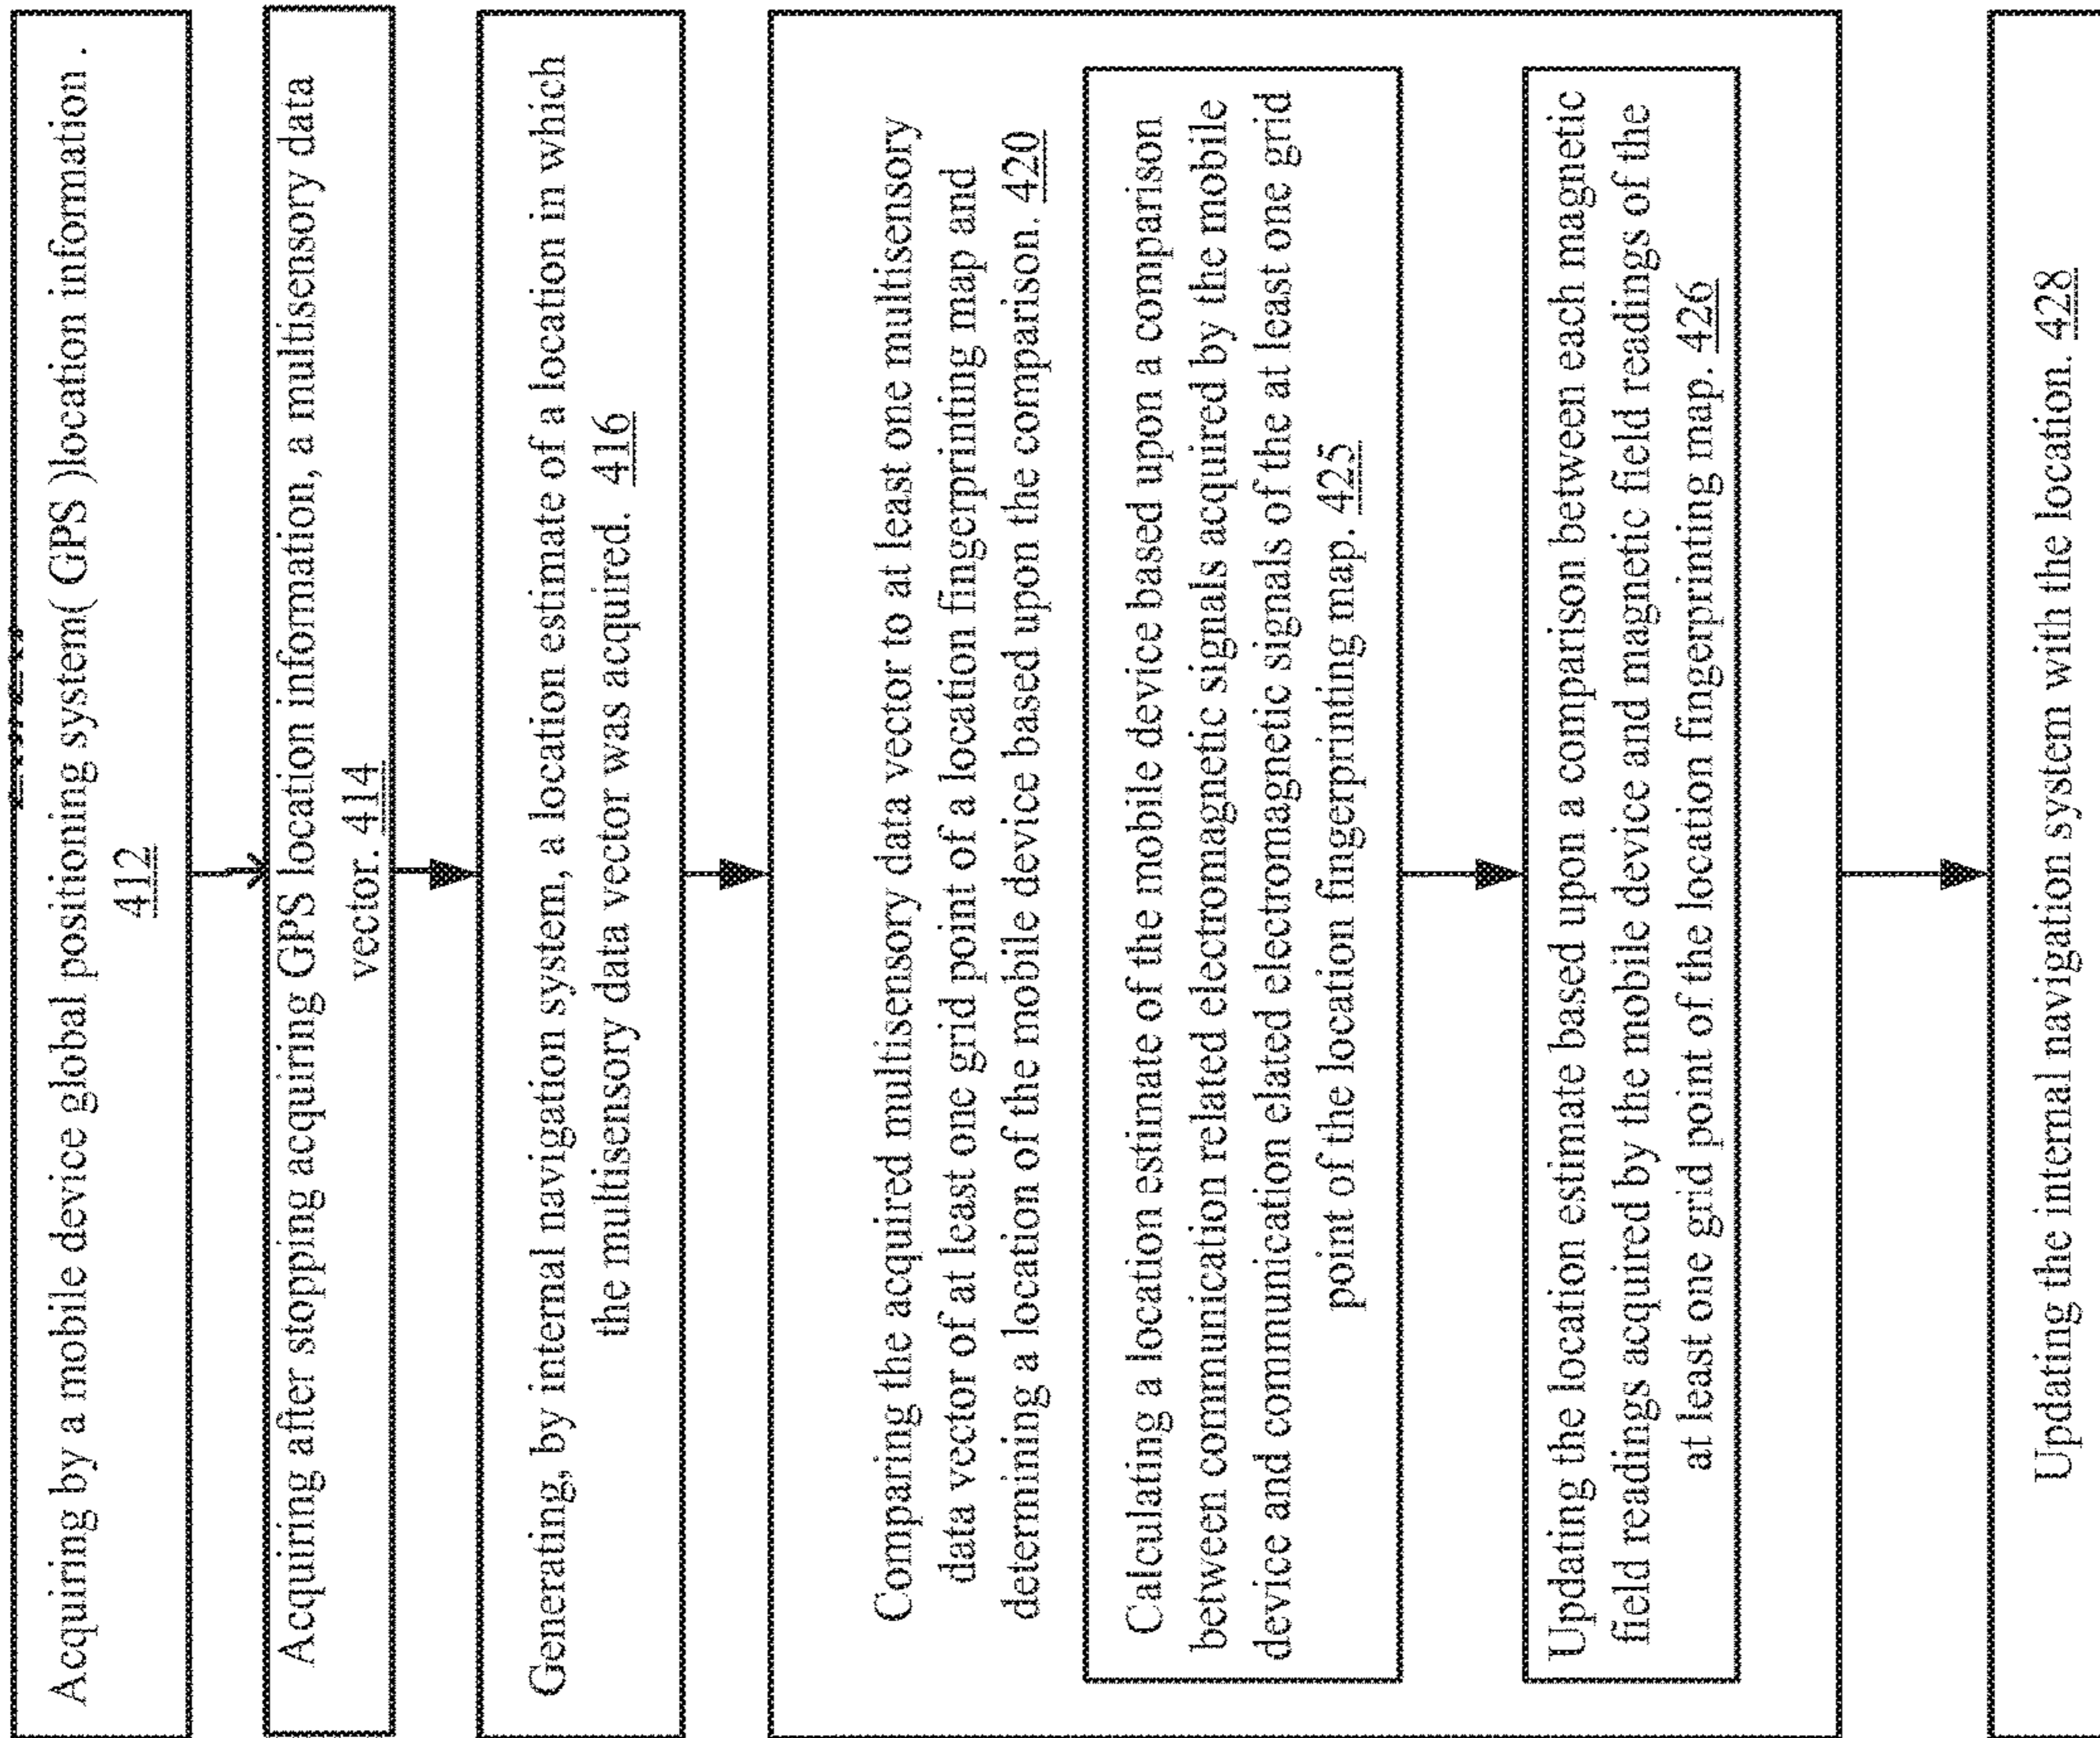 Acquiring by a mobile device global positioning system( GPS )location information .
412
Acquiring after stopping acquiring GPS location information, a multisensory data
vector. 414
Generating, by internal navigation system, a location estimate of a location in which
the multisensory data vector was acquired. 416
Comparing the acquired multisensory data vector to at least one multisensory
data vector of at least one grid point of a location fingerprinting map and
determining a location of the mobile device based upon the comparison. 420
Calculating a location estimate of the mobile device based upon a comparison
between communication related electromagnetic signals acquired by the mobile
device and communication elated electromagnetic signals of the at least one grid
point of the location fingerprinting map. 425
Updating the location estimate based upon a comparison between each magnetic
field readings acquired by the mobile device and magnetic field readings of the
at least one grid point of the location fingerprinting map. 426
Updating the internal navigation system with the location. 428